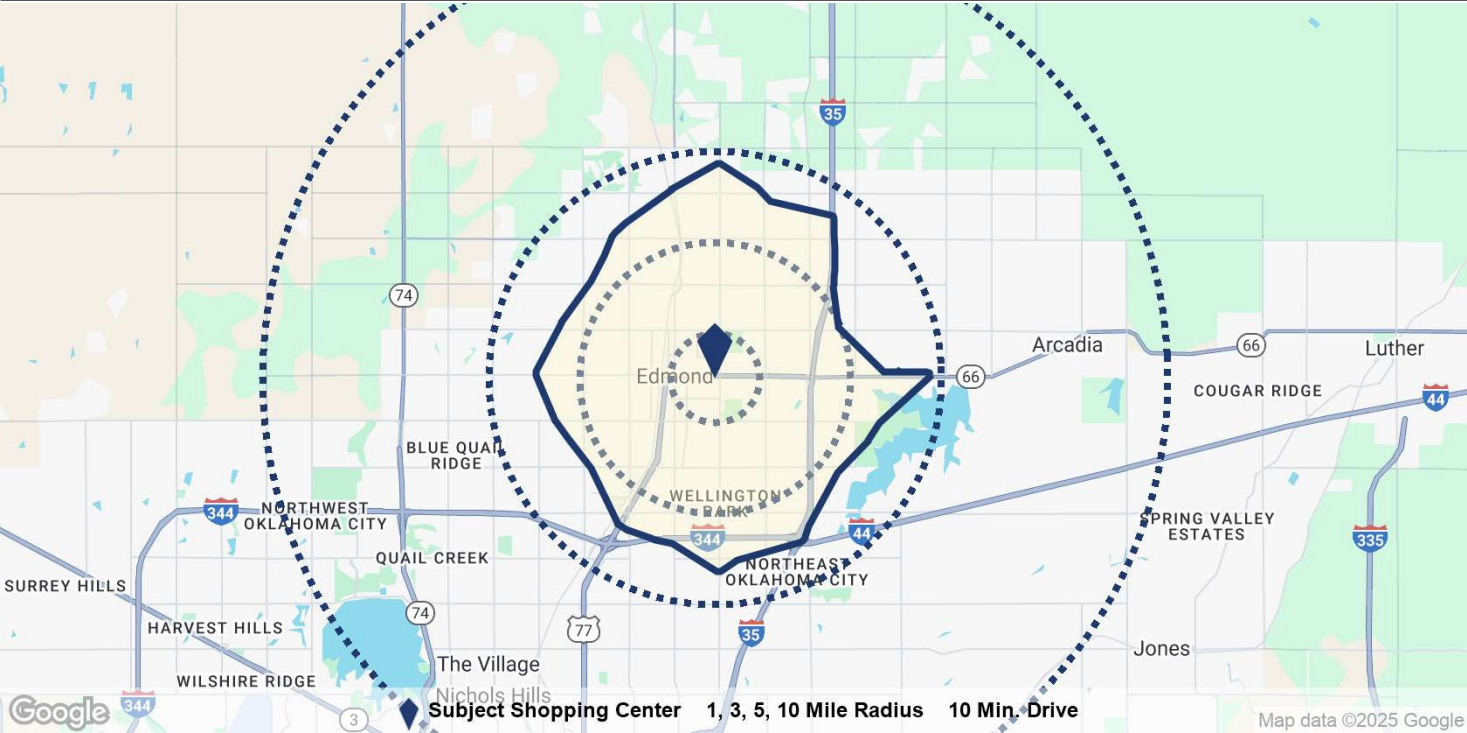 35
74
Arcadia
66
Luther
Edmond
66
COUGAR RIDGE
44
BLUE QUAIL
RIDGE
WELLINGTON
PARK
344
NORTHWEST
OKLAHOMA CITY
344
44
SPRING VALLEY
ESTATES
335
QUAIL CREEK
NORTHEAST
OKLAHOMA CITY
SURREY HILLS
74
HARVEST HILLS
77
35
Jones
The Village
WILSHIRE RIDGE
Nichols Hills
344
Google
3
Subject Shopping Center 1, 3, 5, 10 Mile Radius 10 Min. Drive
Map data ©2025 Google